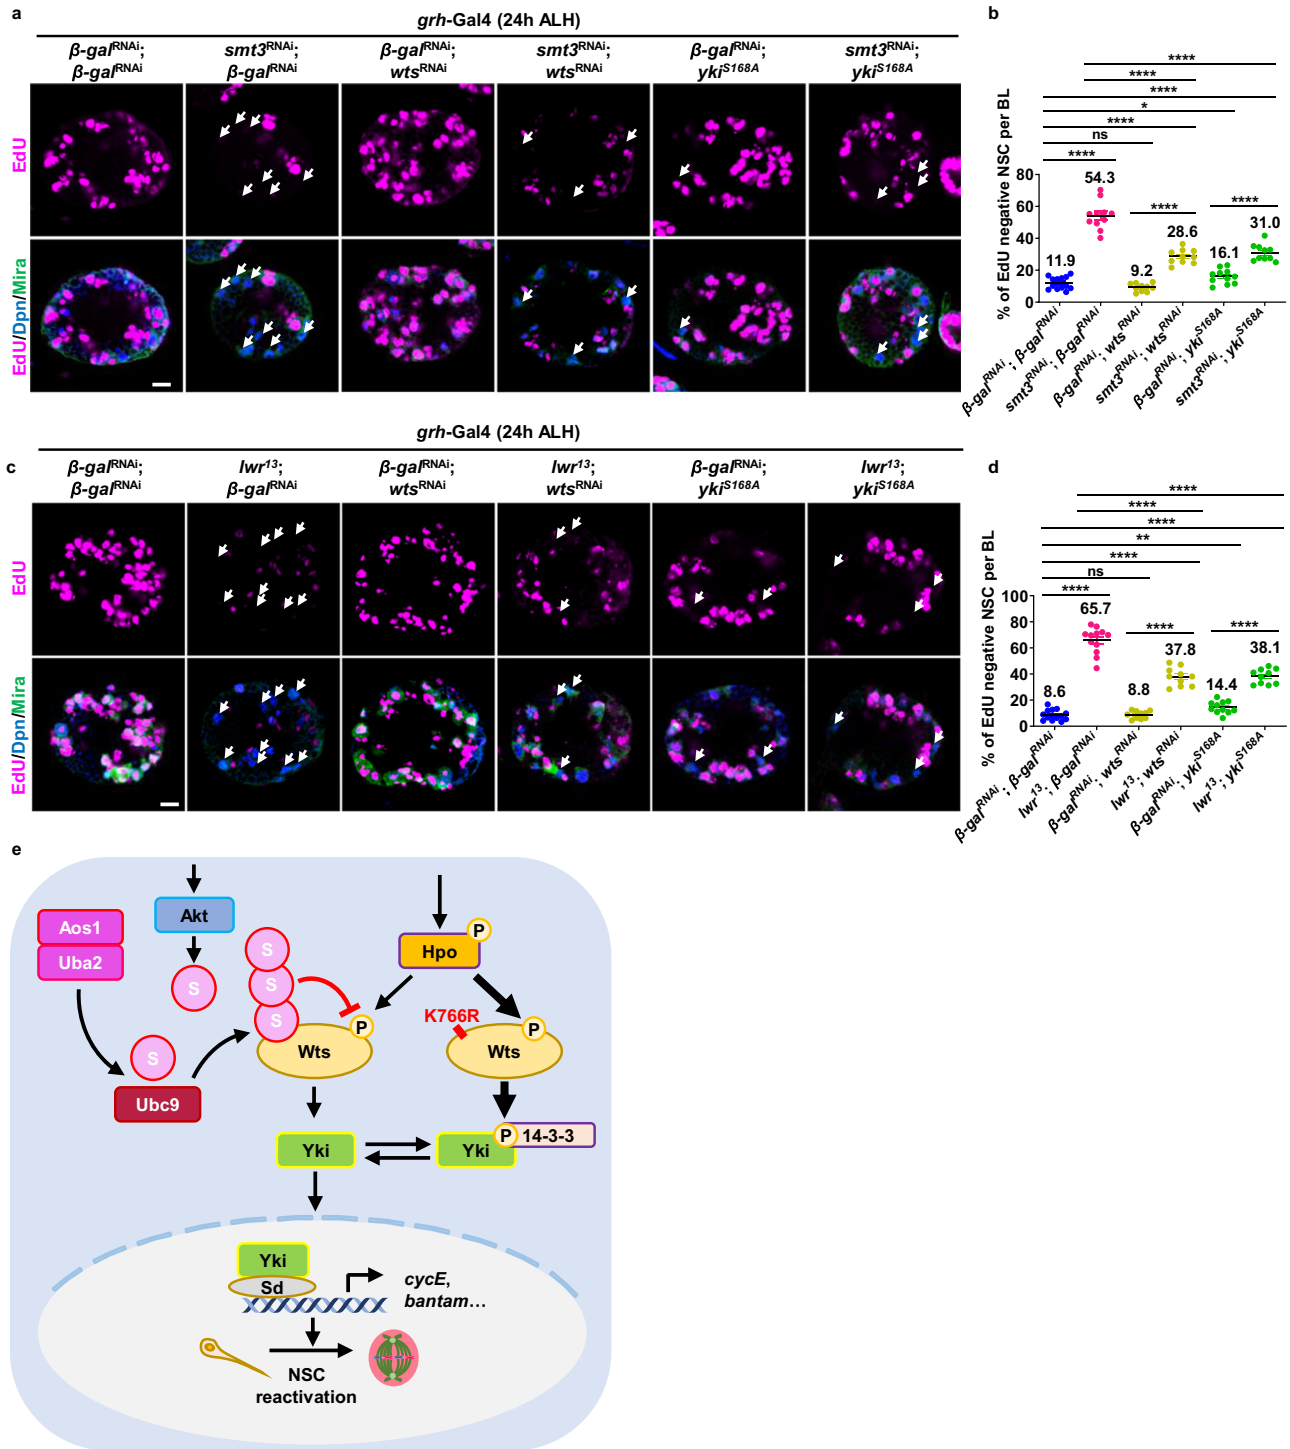 a
grh-Gal4 (24h ALH)
β-galRNAi; smt3RNAi; β-galRNAi; smt3RNAi; β-galRNAi; smt3RNAi;
β-galRNAi β-galRNAi wtsRNAi wtsRNAi ykiS168A ykiS168A
EdU
EdU/Dpn/Mira
b
% of EdU negative NSC per BL
****
****
****
*
****
ns
****
****
****
80
60
40
20
0
11.9
54.3
9.2
28.6
16.1
31.0
β-galRNAi; β-galRNAi
smt3RNAi; β-galRNAi
β-galRNAi; wtsRNAi
smt3RNAi; wtsRNAi
β-galRNAi; ykiS168A
smt3RNAi; ykiS168A
c
grh-Gal4 (24h ALH)
β-galRNAi; lwr13; β-galRNAi; lwr13; β-galRNAi; lwr13;
β-galRNAi β-galRNAi wtsRNAi wtsRNAi ykiS168A ykiS168A
EdU
EdU/Dpn/Mira
d
% of EdU negative NSC per BL
****
****
****
**
****
ns
****
****
****
100
80
60
40
20
0
8.6
65.7
8.8
37.8
14.4
38.1
β-galRNAi; β-galRNAi
lwr13; β-galRNAi
β-galRNAi; wtsRNAi
lwr13; wtsRNAi
β-galRNAi; ykiS168A
lwr13; ykiS168A
e
Aos1
Uba2
Akt
S
S
Ubc9
S
S
S
P
Wts
Hpo
P
K766R
P
Wts
Yki
Yki
P
14-3-3
Yki
Sd
cycE,
bantam...
NSC
reactivation